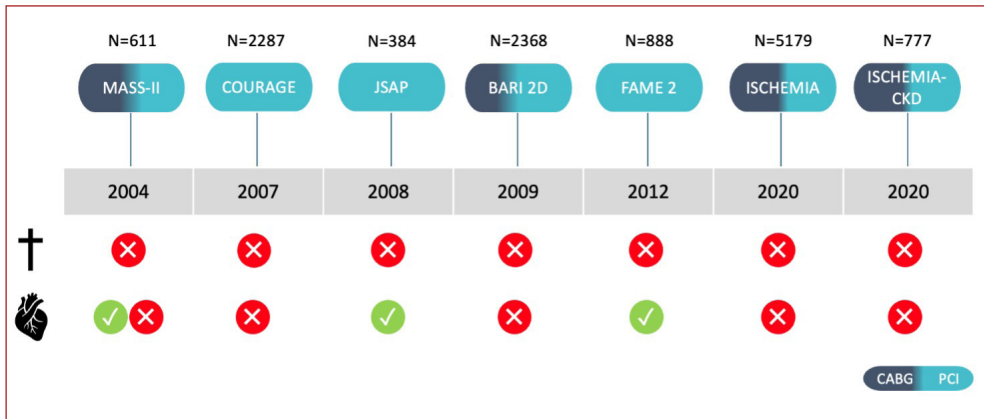 N=611 N=2287 N=384 N=2368 N=888 N=5179 N=777
MASS-II COURAGE JSAP BARI 2D FAME 2 ISCHEMIA ISCHEMIA-
CKD
2004 2007 2008 2009 2012 2020 2020
CABG PCI